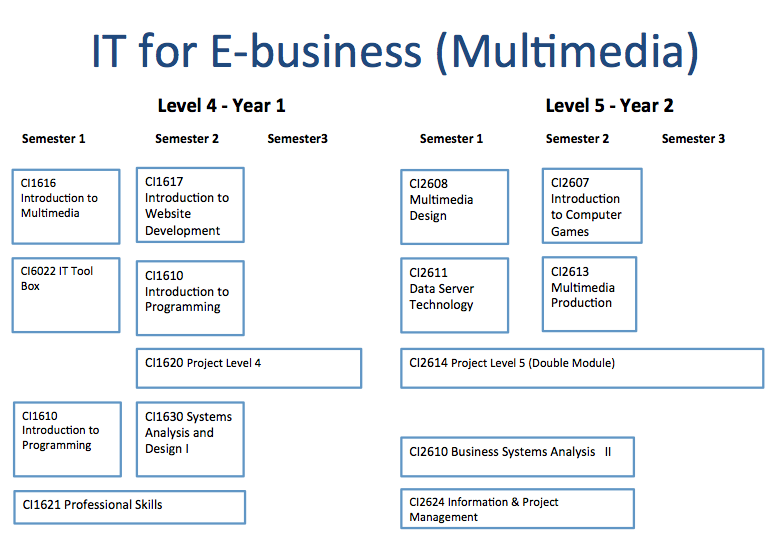 IT for E-business (Multimedia)
Level 4 - Year 1
Level 5 - Year 2
Semester 1
Semester 2
Semester3
Semester 1
Semester 2
Semester 3
CI1616
Introduction to
Multimedia
CI1617
Introduction to
Website
Development
CI2608
Multimedia
Design
CI2607
Introduction
to Computer
Games
CI6022 IT Tool
Box
CI1610
Introduction to
Programming
CI2611
Data Server
Technology
CI2613
Multimedia
Production
CI1620 Project Level 4
CI2614 Project Level 5 (Double Module)
CI1610
Introduction to
Programming
CI1630 Systems
Analysis and
Design I
CI2610 Business Systems Analysis II
CI1621 Professional Skills
CI2624 Information & Project
Management